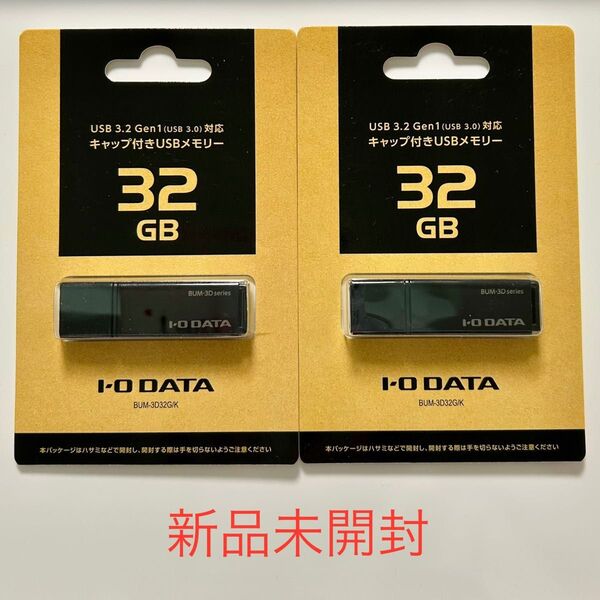 USB 3.2 Gen1(USB 3.0)対応
キャップ付きUSBメモリー
32
GB
BUM-3D series
I-O DATA
I-O DATA
BUM-3D32G/K
本パッケージはハサミなどで開封し、開封する際は手を切らないようご注意ください
USB 3.2 Gen1(USB 3.0)対応
キャップ付きUSBメモリー
32
GB
BUM-3D series
I-O DATA
I-O DATA
BUM-3D32G/K
本パッケージはハサミなどで開封し、開封する際は手を切らないようご注意ください
新品未開封